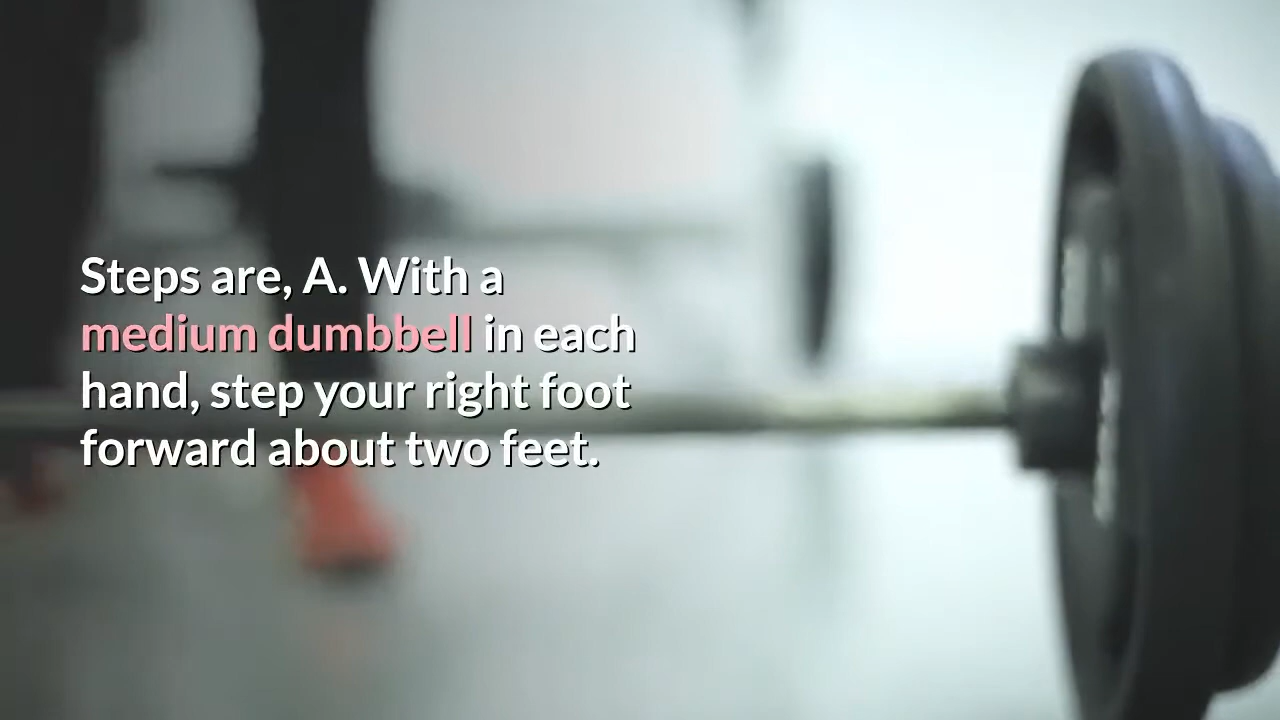 Steps are, A. With a
medium dumbbell in each
hand, step your right foot
forward about two feet.